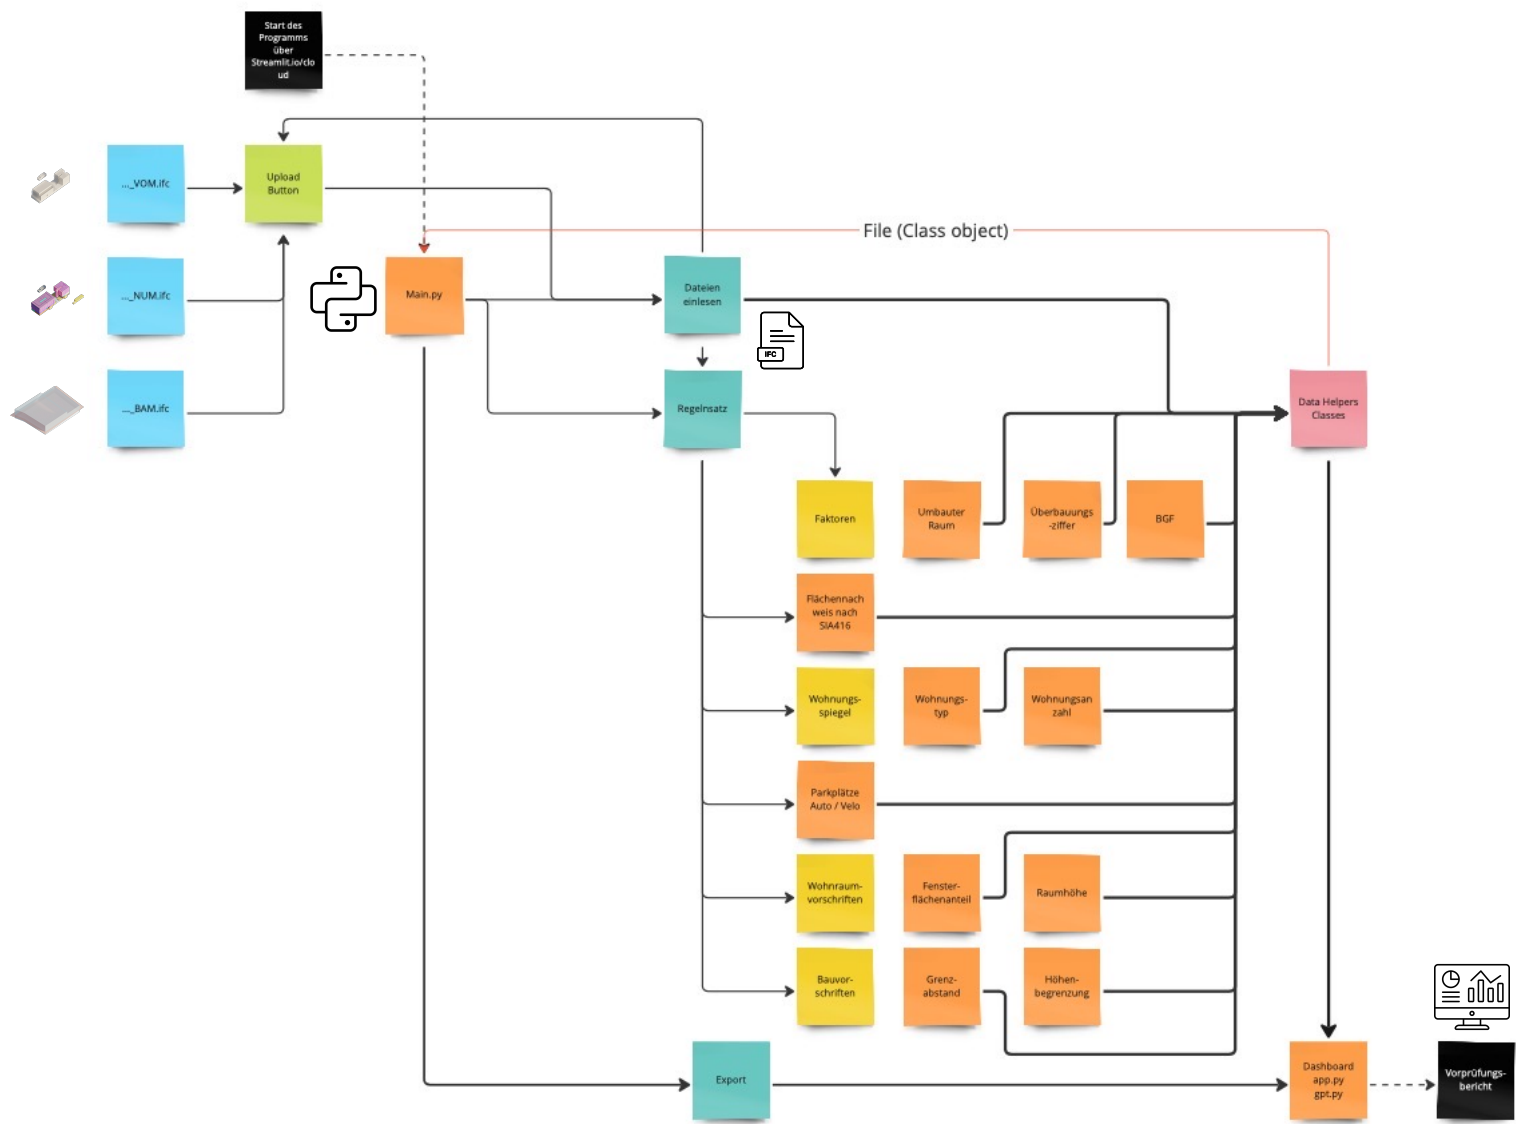 Start des
Programms
über
Streamlit.io/clo
ud
..._VOM.ifc
Upload
Button
File (Class object)
..._NUM.ifc
Main.py
Dateien
einlesen
IFC
..._BAM.ifc
Regelnsatz
Data Helpers
Classes
Faktoren
Umbauter
Raum
Überbauungs
-ziffer
BGF
Flächennach
weis nach
SIA416
Wohnungs-
spiegel
Wohnungs-
typ
Wohnungsan
zahl
Parkplätze
Auto / Velo
Wohnraum-
vorschriften
Fenster-
flächenanteil
Raumhöhe
Bauvor-
schriften
Grenz-
abstand
Höhen-
begrenzung
Export
Dashboard
app.py
gpt.py
Vorprüfungs-
bericht